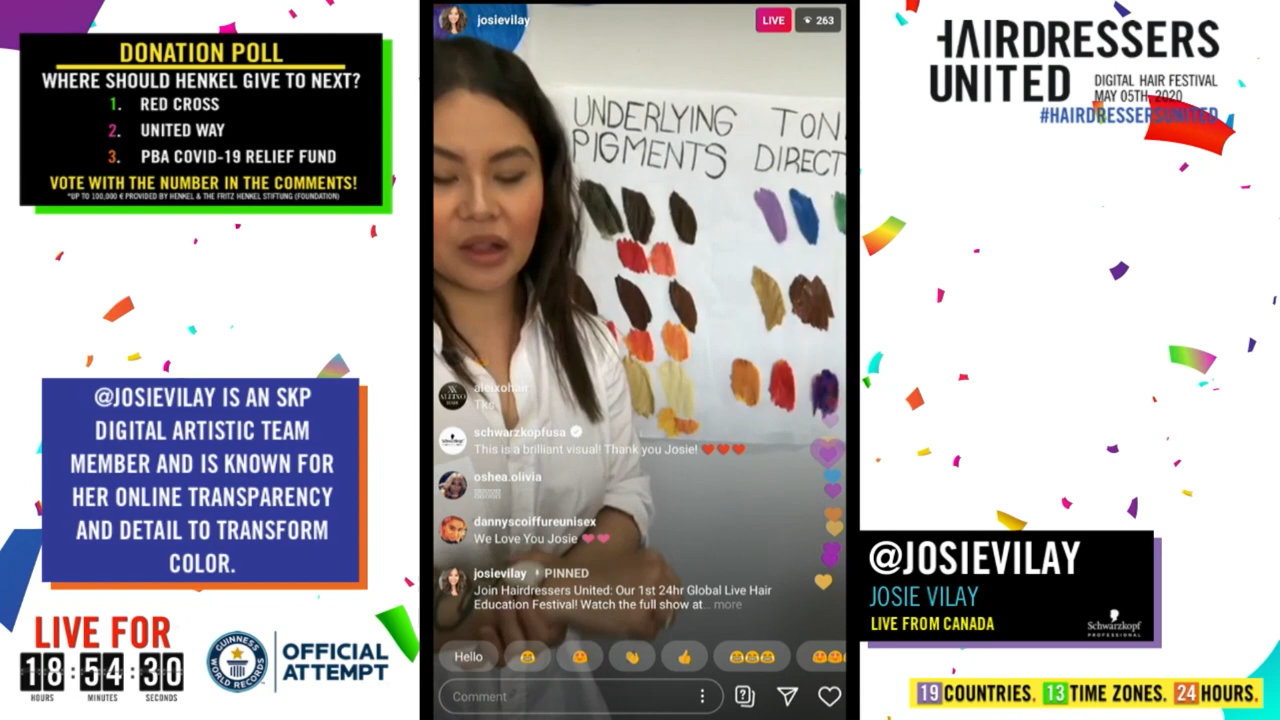 DONATION POLL
WHERE SHOULD HENKEL GIVE TO NEXT?
1. RED CROSS
2. UNITED WAY
3. PBA COVID-19 RELIEF FUND
VOTE WITH THE NUMBER IN THE COMMENTS!
*UP TO 100,000 € PROVIDED BY HENKEL & THE FRITZ HENKEL STIFTUNG (FOUNDATION)
@JOSIEVILAY IS AN SKP
DIGITAL ARTISTIC TEAM
MEMBER AND IS KNOWN FOR
HER ONLINE TRANSPARENCY
AND DETAIL TO TRANSFORM
COLOR.
LIVE FOR
18:54:30
HOURS MINUTES SECONDS
GUINNESS
WORLD RECORDS
OFFICIAL
ATTEMPT
josievilay
LIVE
263
UNDERLYING
PIGMENTS
TON
DIRECT
aleixohair
Tks
ALEIXO
schwarzkopfusa
This is a brilliant visual! Thank you Josie! ❤️❤️❤️
oshea.olivia
dannyscoiffureunisex
We Love You Josie
josievilay PINNED
Join Hairdressers United: Our 1st 24hr Global Live Hair
Education Festival! Watch the full show at... more
Hello
Comment
HAIRDRESSERS
UNITED
DIGITAL HAIR FESTIVAL
MAY 05TH, 2020
#HAIRDRESSERSUNITED
@JOSIEVILAY
JOSIE VILAY
LIVE FROM CANADA
Schwarzkopf
PROFESSIONAL
19 COUNTRIES. 13 TIME ZONES. 24 HOURS.